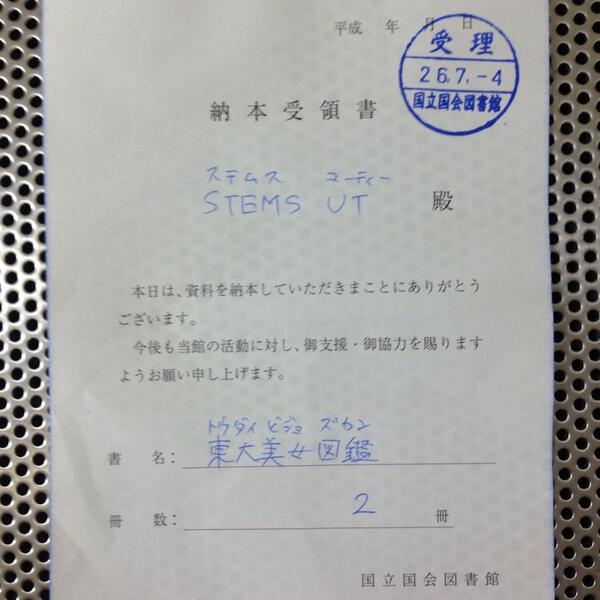 平成 年 月 日
受理
26.7.-4
国立国会図書館
納本受領書
ステムス ユーティー
STEMS UT 殿
本日は、資料を納本していただきまことにありがとう
ございます。
今後も当館の活動に対し、御支援・御協力を賜ります
ようお願い申し上げます。
トウダイ ビジョ ズカン
書名: 東大美女図鑑
冊数: 2 冊
国立国会図書館